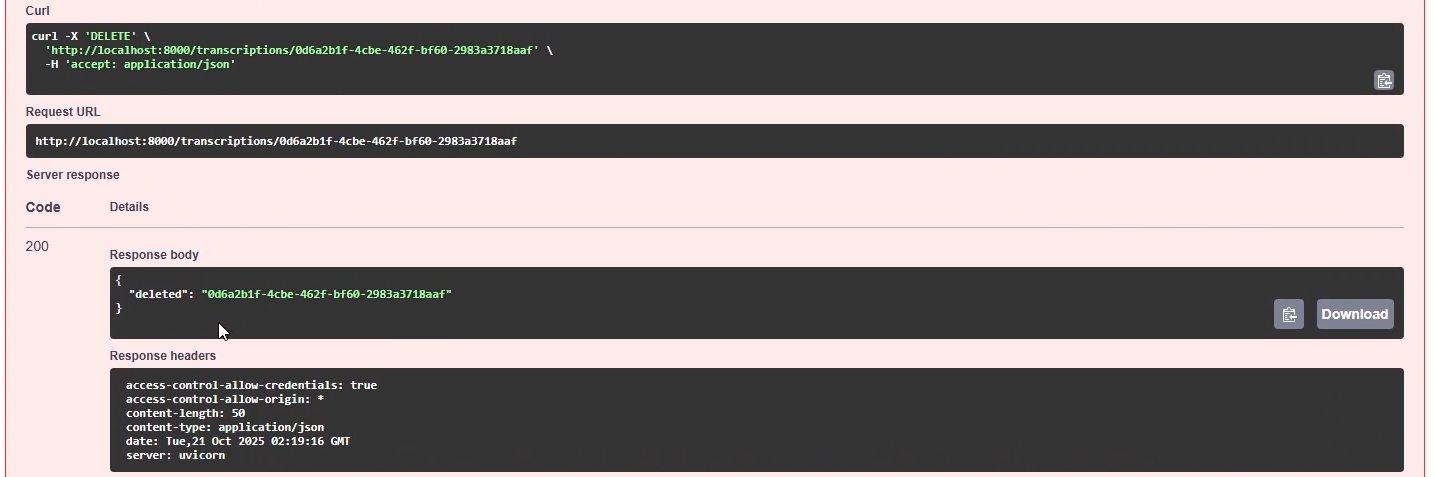 Curl
curl -X 'DELETE' \
  'http://localhost:8000/transcriptions/0d6a2b1f-4cbe-462f-bf60-2983a3718aaf' \
  -H 'accept: application/json'
Request URL
http://localhost:8000/transcriptions/0d6a2b1f-4cbe-462f-bf60-2983a3718aaf
Server response
Code Details
200
Response body
{
  "deleted": "0d6a2b1f-4cbe-462f-bf60-2983a3718aaf"
}
Download
Response headers
access-control-allow-credentials: true
access-control-allow-origin: *
content-length: 50
content-type: application/json
date: Tue,21 Oct 2025 02:19:16 GMT
server: uvicorn